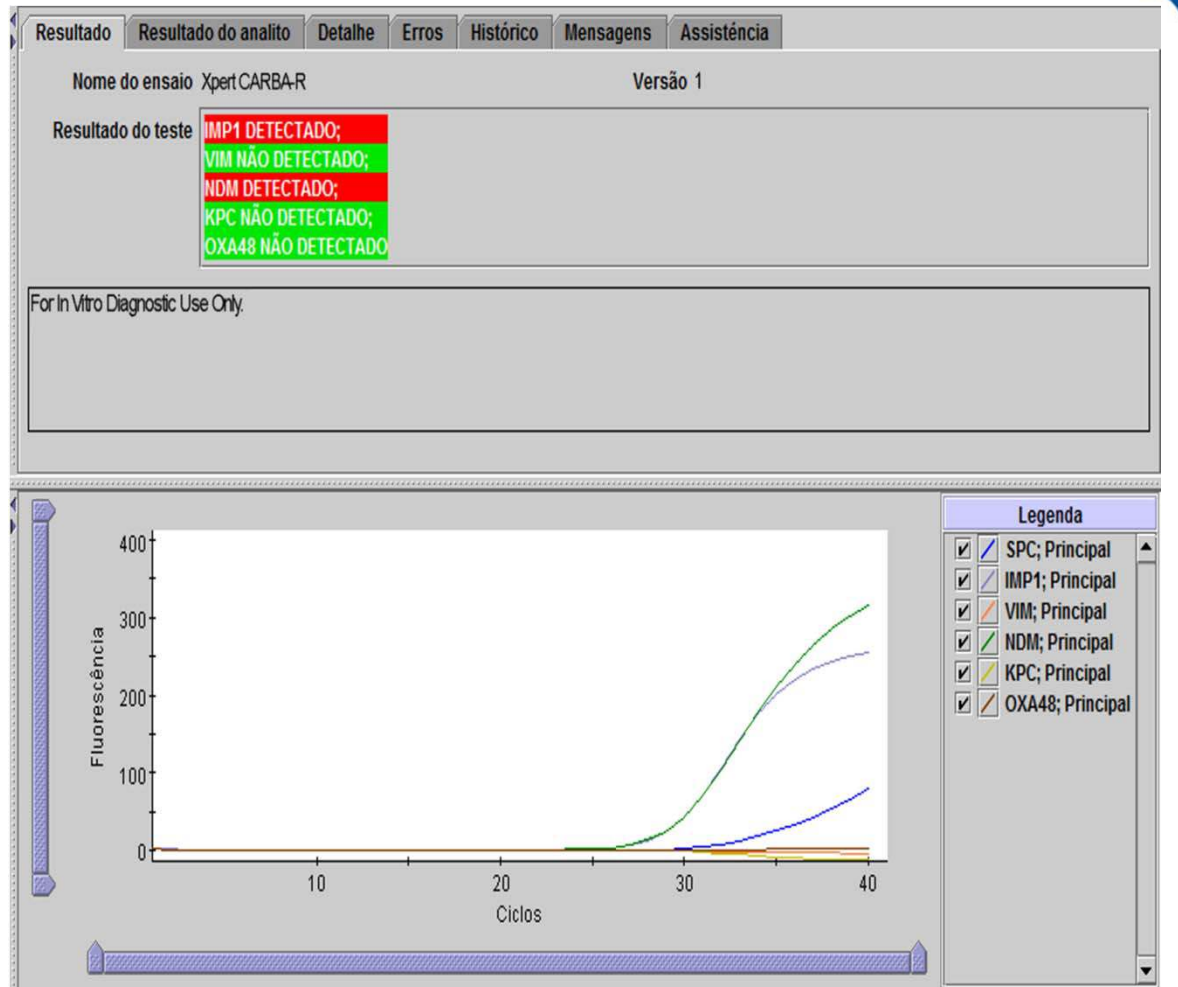 Resultado Resultado do analito Detalhe Erros Histórico Mensagens Assisténcia
Nome do ensaio Xpert CARBA-R Versão 1
Resultado do teste IMP1 DETECTADO;
VIM NÃO DETECTADO;
NDM DETECTADO;
KPC NÃO DETECTADO;
OXA48 NÃO DETECTADO
For In Vitro Diagnostic Use Only.
Legenda
SPC; Principal
IMP1; Principal
VIM; Principal
NDM; Principal
KPC; Principal
OXA48; Principal
Fluorescência
400
300
200
100
0
10 20 30 40
Ciclos